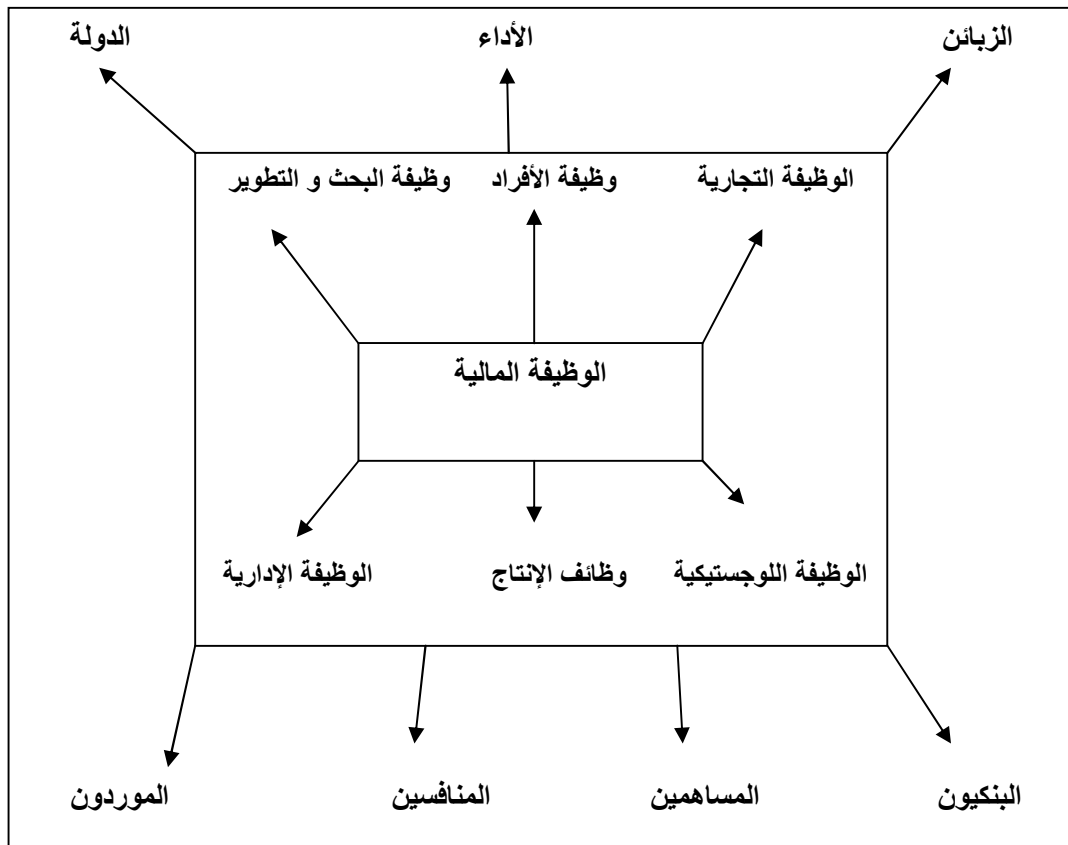 الزبائن
الأداء
الدولة
الوظيفة التجارية
وظيفة الأفراد
وظيفة البحث و التطوير
الوظيفة المالية
الوظيفة اللوجستيكية
وظائف الإنتاج
الوظيفة الإدارية
البنكيون
المساهمين
المنافسين
الموردون